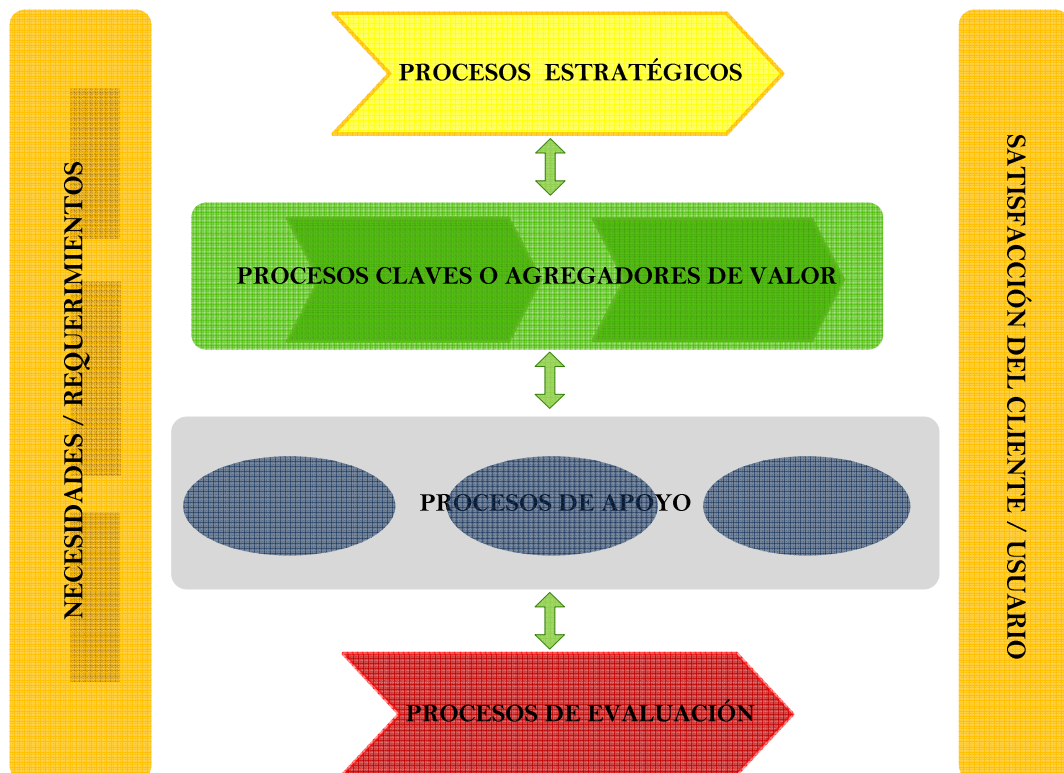 PROCESOS ESTRATÉGICOS
NECESIDADES / REQUERIMIENTOS
PROCESOS CLAVES O AGREGADORES DE VALOR
PROCESOS DE APOYO
PROCESOS DE EVALUACIÓN
SATISFACCIÓN DEL CLIENTE / USUARIO